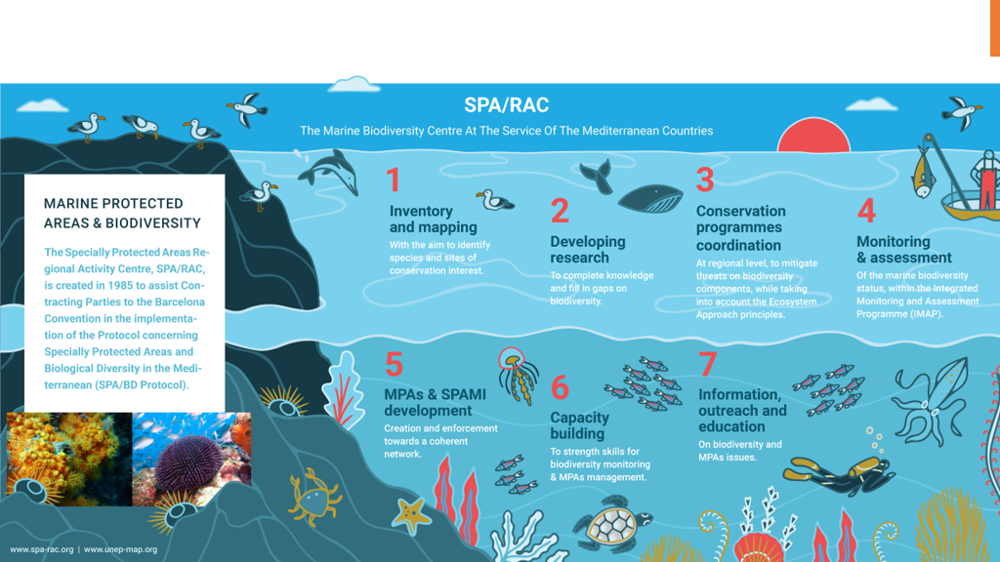 SPA/RAC
The Marine Biodiversity Centre At The Service Of The Mediterranean Countries
MARINE PROTECTED
AREAS & BIODIVERSITY
The Specially Protected Areas Re-
gional Activity Centre, SPA/RAC,
is created in 1985 to assist Con-
tracting Parties to the Barcelona
Convention in the implementa-
tion of the Protocol concerning
Specially Protected Areas and
Biological Diversity in the Medi-
terranean (SPA/BD Protocol).
1
Inventory
and mapping
With the aim to identify
species and sites of
conservation interest.
2
Developing
research
To complete knowledge
and fill in gaps on
biodiversity.
3
Conservation
programmes
coordination
At regional level, to mitigate
threats on biodiversity
components, while taking
into account the Ecosystem
Approach principles.
4
Monitoring
& assessment
Of the marine biodiversity
status, within the Integrated
Monitoring and Assessment
Programme (IMAP).
5
MPAs & SPAMI
development
Creation and enforcement
towards a coherent
network.
6
Capacity
building
To strength skills for
biodiversity monitoring
& MPAs management.
7
Information,
outreach and
education
On biodiversity and
MPAs issues.
www.spa-rac.org | www.unep-map.org